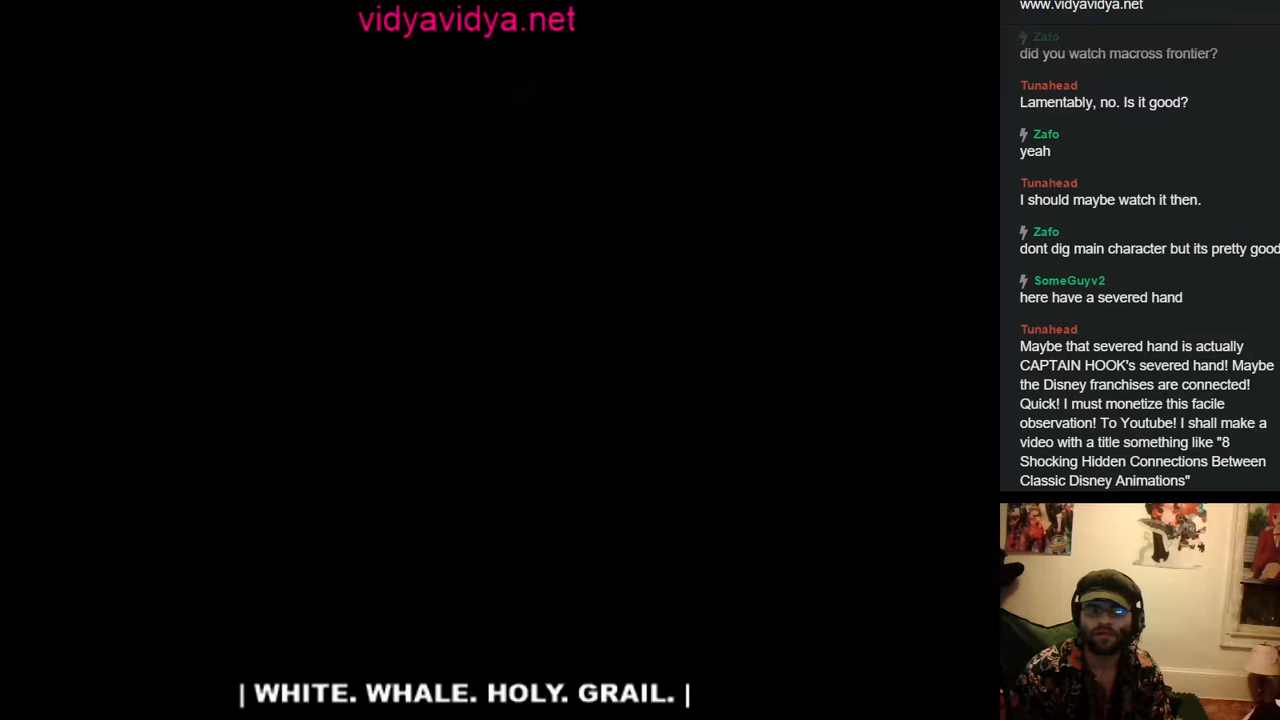 vidyavidya.net
www.vidyavidya.net
Zafo
did you watch macross frontier?
Tunahead
Lamentably, no. Is it good?
Zafo
yeah
Tunahead
I should maybe watch it then.
Zafo
dont dig main character but its pretty good
SomeGuyv2
here have a severed hand
Tunahead
Maybe that severed hand is actually
CAPTAIN HOOK's severed hand! Maybe
the Disney franchises are connected!
Quick! I must monetize this facile
observation! To Youtube! I shall make a
video with a title something like "8
Shocking Hidden Connections Between
Classic Disney Animations"
| WHITE. WHALE. HOLY. GRAIL. |